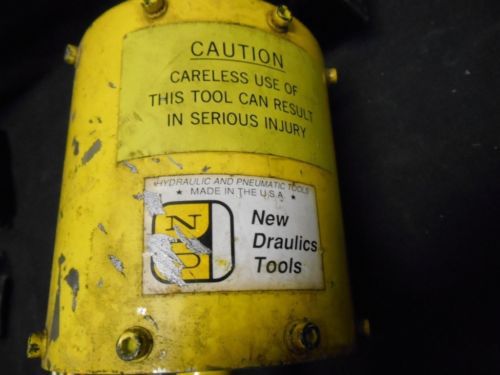 CAUTION
CARELESS USE OF
THIS TOOL CAN RESULT
IN SERIOUS INJURY
HYDRAULIC AND PNEUMATIC TOOLS
★ MADE IN THE U.S.A ★
New
Draulics
Tools